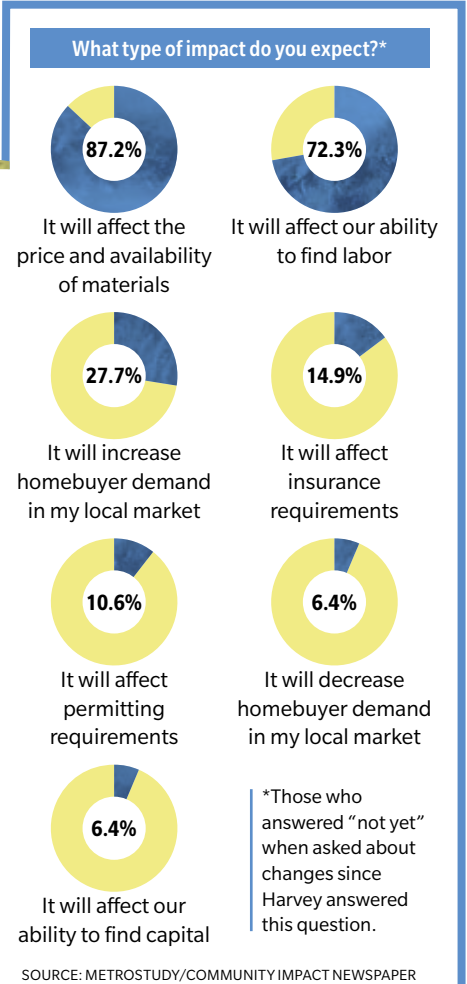 What type of impact do you expect?*
87.2%
It will affect the
price and availability
of materials
72.3%
It will affect our ability
to find labor
27.7%
It will increase
homebuyer demand
in my local market
14.9%
It will affect
insurance
requirements
10.6%
It will affect
permitting
requirements
6.4%
It will decrease
homebuyer demand
in my local market
6.4%
It will affect our
ability to find capital
*Those who
answered “not yet”
when asked about
changes since
Harvey answered
this question.
SOURCE: METROSTUDY/COMMUNITY IMPACT NEWSPAPER